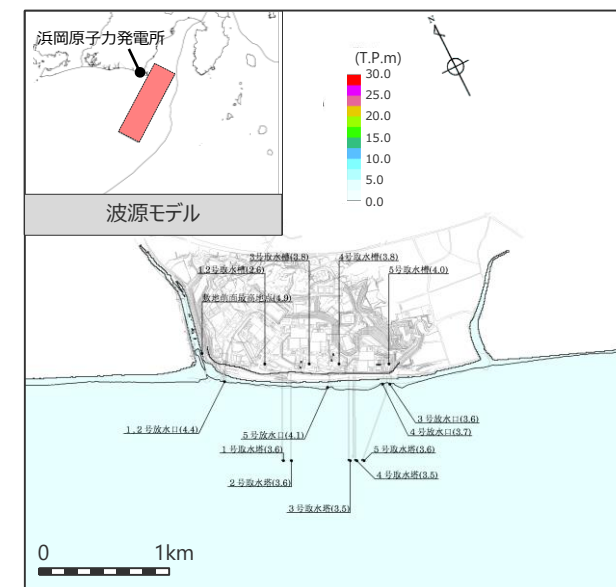 浜岡原子力発電所
波源モデル
(T.P.m)
30.0
25.0
20.0
15.0
10.0
5.0
0.0
N
3号取水槽(3.8)
4号取水槽(3.8)
1,2号取水槽(2.6)
5号取水槽(4.0)
敷地前面最高地点(4.9)
1,2号放水口(4.4)
5号放水口(4.1)
3号放水口(3.6)
4号放水口(3.7)
1号取水塔(3.6)
5号取水塔(3.6)
2号取水塔(3.6)
4号取水塔(3.5)
3号取水塔(3.5)
0 1km